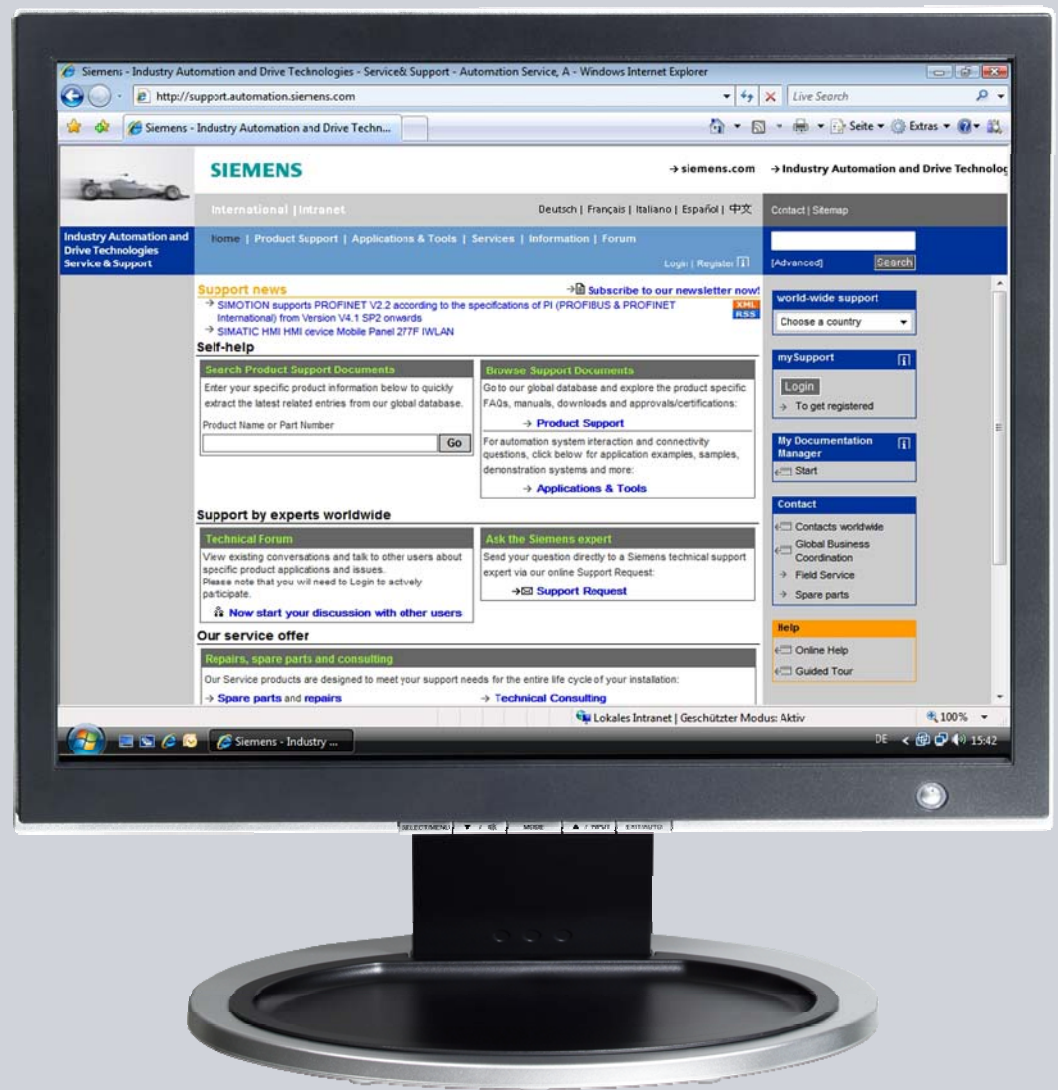 Siemens - Industry Automation and Drive Technologies - Service& Support - Automation Service, A - Windows Internet Explorer
http://support.automation.siemens.com
Live Search
Siemens - Industry Automation and Drive Techn...
Seite
Extras
SIEMENS
→ siemens.com
→ Industry Automation and Drive Technolog
International | Intranet
Deutsch | Français | Italiano | Español | 中文
Contact | Sitemap
Industry Automation and
Drive Technologies
Service & Support
Home | Product Support | Applications & Tools | Services | Information | Forum
Login | Register
[Advanced]
Search
Support news
→ Subscribe to our newsletter now!
→ SIMOTION supports PROFINET V2.2 according to the specifications of PI (PROFIBUS & PROFINET
International) from Version V4.1 SP2 onwards
XML
RSS
→ SIMATIC HMI HMI device Mobile Panel 277F IWLAN
Self-help
Search Product Support Documents
Enter your specific product information below to quickly
extract the latest related entries from our global database.
Product Name or Part Number
Go
Browse Support Documents
Go to our global database and explore the product specific
FAQs, manuals, downloads and approvals/certifications:
→ Product Support
For automation system interaction and connectivity
questions, click below for application examples, samples,
demonstration systems and more:
→ Applications & Tools
Support by experts worldwide
Technical Forum
View existing conversations and talk to other users about
specific product applications and issues.
Please note that you will need to Login to actively
participate.
Now start your discussion with other users
Ask the Siemens expert
Send your question directly to a Siemens technical support
expert via our online Support Request:
→ Support Request
Our service offer
Repairs, spare parts and consulting
Our Service products are designed to meet your support needs for the entire life cycle of your installation:
→ Spare parts and repairs
→ Technical Consulting
world-wide support
Choose a country
mySupport
Login
→ To get registered
My Documentation
Manager
Start
Contact
Contacts worldwide
Global Business
Coordination
→ Field Service
→ Spare parts
Help
Online Help
Guided Tour
Lokales Intranet | Geschützter Modus: Aktiv
100%
Siemens - Industry ...
DE
15:42
SELECT/MENU
MODE
/ INPUT
EXIT/AUTO